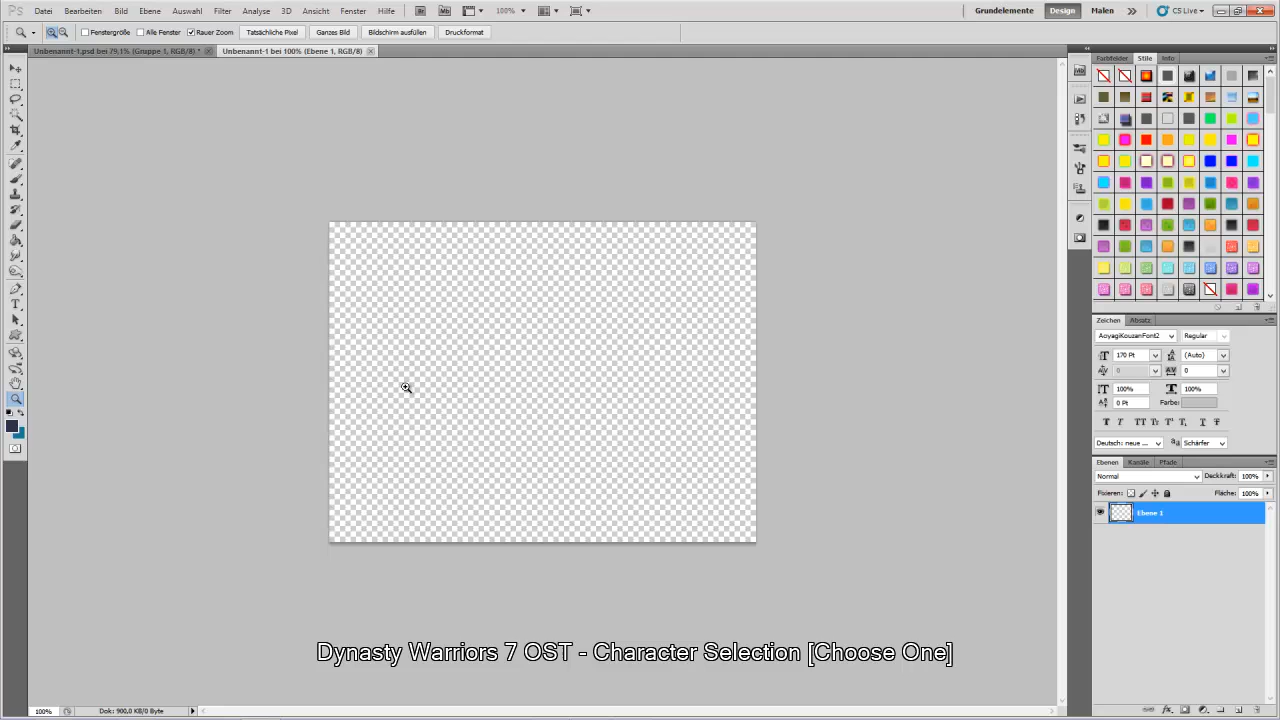 Ps Datei Bearbeiten Bild Ebene Auswahl Filter Analyse 3D Ansicht Fenster Hilfe Br Mb 100% Grundelemente Design Malen CS Live
Fenstergröße Alle Fenster Rauer Zoom Tatsächliche Pixel Ganzes Bild Bildschirm ausfüllen Druckformat
Unbenannt-1.psd bei 79,1% (Gruppe 1, RGB/8) * Unbenannt-1 bei 100% (Ebene 1, RGB/8)
Farbfelder Stile Info
Zeichen Absatz
AoyagiKouzanFont2 Regular
170 Pt (Auto)
0 0
100% 100%
0 Pt Farbe:
Deutsch: neue ... Schärfer
Ebenen Kanäle Pfade
Normal Deckkraft: 100%
Fixieren: Fläche: 100%
Ebene 1
Dynasty Warriors 7 OST - Character Selection [Choose One]
100% Dok: 900,0 KB/0 Byte